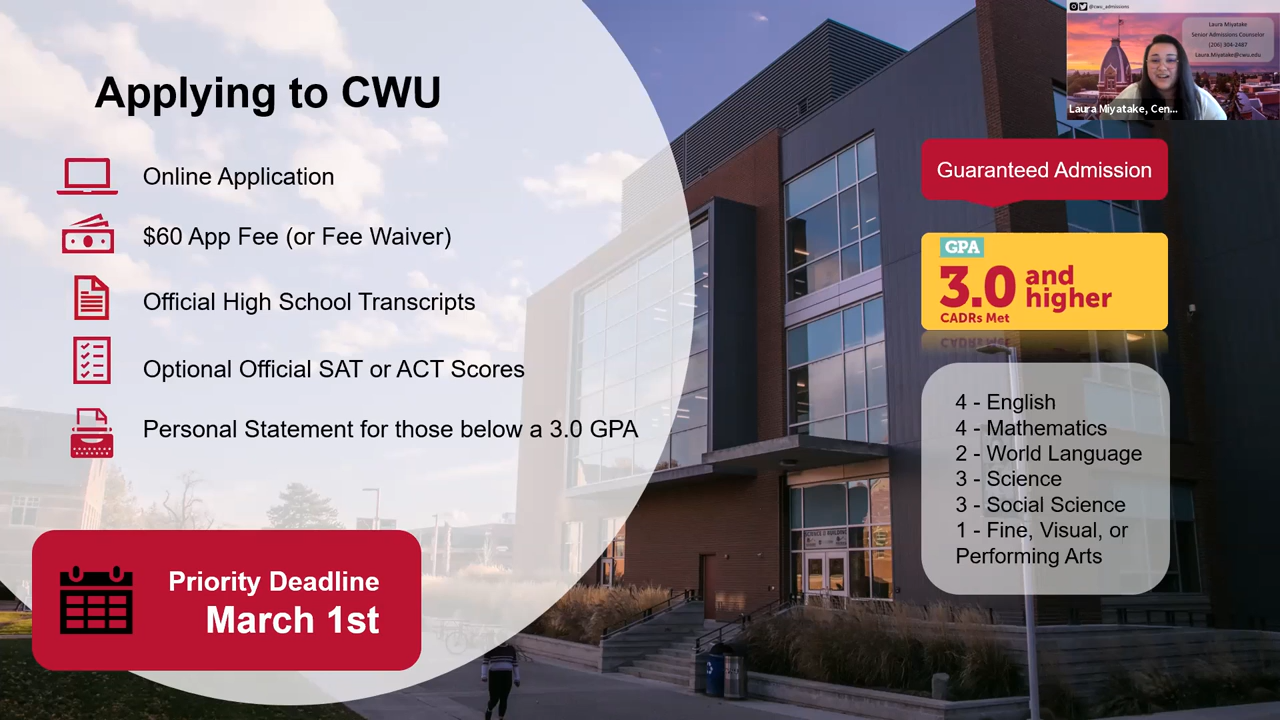 Applying to CWU
Online Application
$60 App Fee (or Fee Waiver)
Official High School Transcripts
Optional Official SAT or ACT Scores
Personal Statement for those below a 3.0 GPA
Priority Deadline
March 1st
@cwu_admissions
Laura Miyatake
Senior Admissions Counselor
(206) 304-2487
Laura.Miyatake@cwu.edu
Laura Miyatake, Cen...
Guaranteed Admission
GPA
3.0 and higher
CADRs Met
4 - English
4 - Mathematics
2 - World Language
3 - Science
3 - Social Science
1 - Fine, Visual, or
Performing Arts